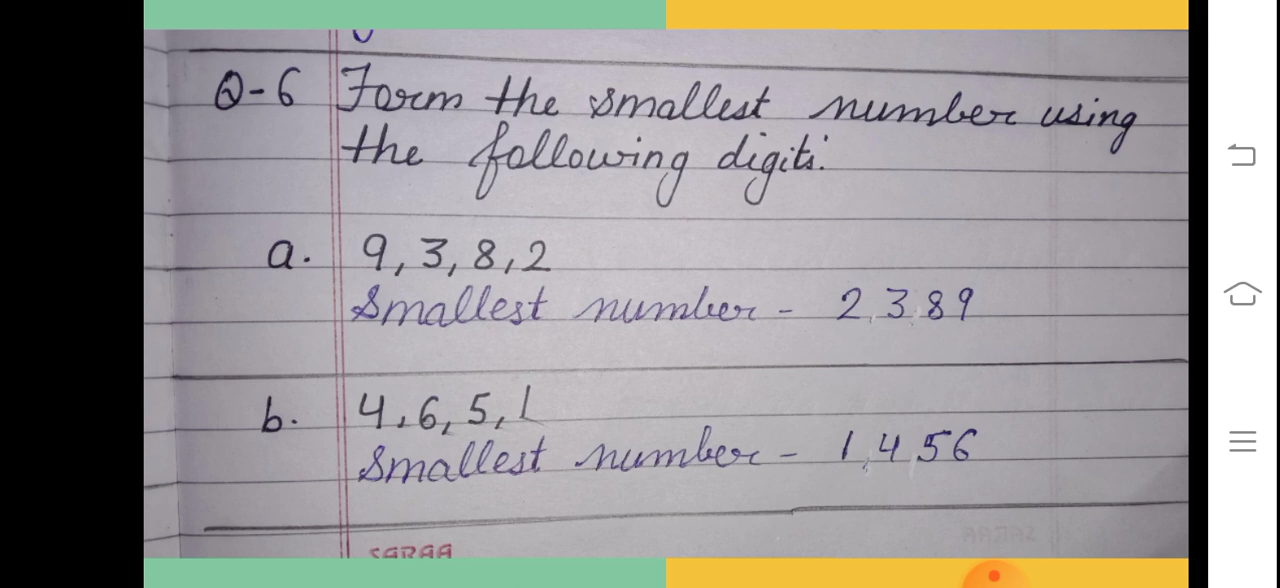 Q-6 Form the smallest number using
the following digits.
a. 9, 3, 8, 2
Smallest number - 2,389
b. 4, 6, 5, 1
Smallest number - 1,456
SARAA